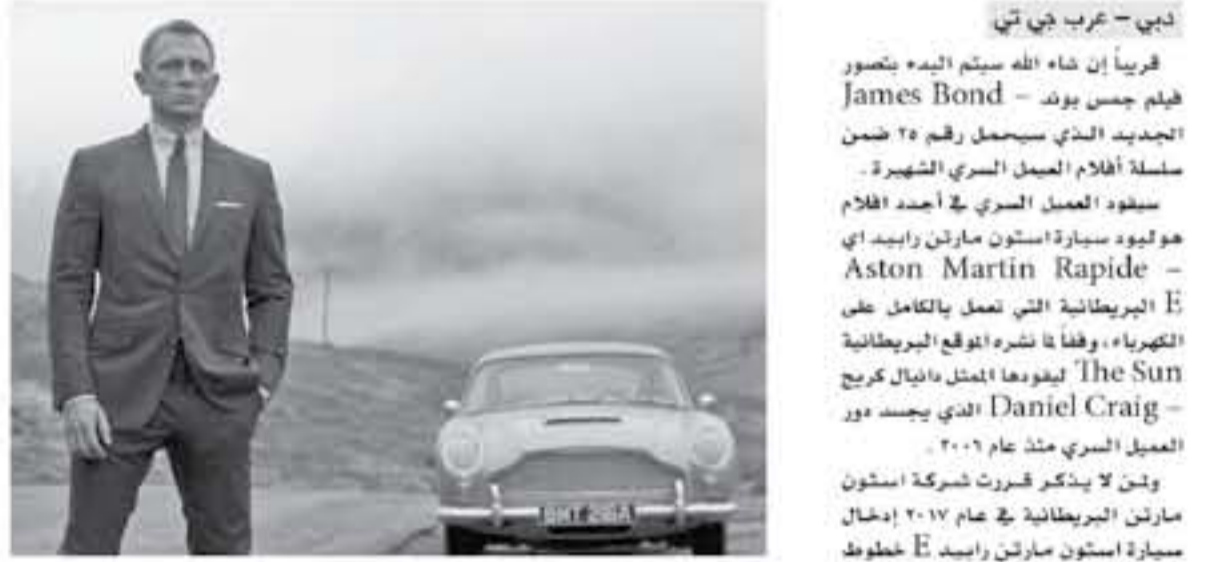 دبي – عرب جي تي
قريباً إن شاء الله سيتم البدء بتصور
فيلم جمس بوند – James Bond
الجديد الذي سيحمل رقم ٢٥ ضمن
سلسلة أفلام العيمل السري الشهيرة .
سيقود العميل السري في أجدد افلام
هوليود سيارة استون مارتن رابيد اي
– Aston Martin Rapide
E البريطانية التي تعمل بالكامل على
الكهرباء ، وفقاً لما نشره الموقع البريطانية
The Sun ليقودها الممثل دانيال كريج
– Daniel Craig الذي يجسد دور
العميل السري منذ عام ٢٠٠٦ .
ولمن لا يذكر قررت شركة استون
مارتن البريطانية في عام ٢٠١٧ إدخال
سيارة استون مارتن رابيد E خطوط